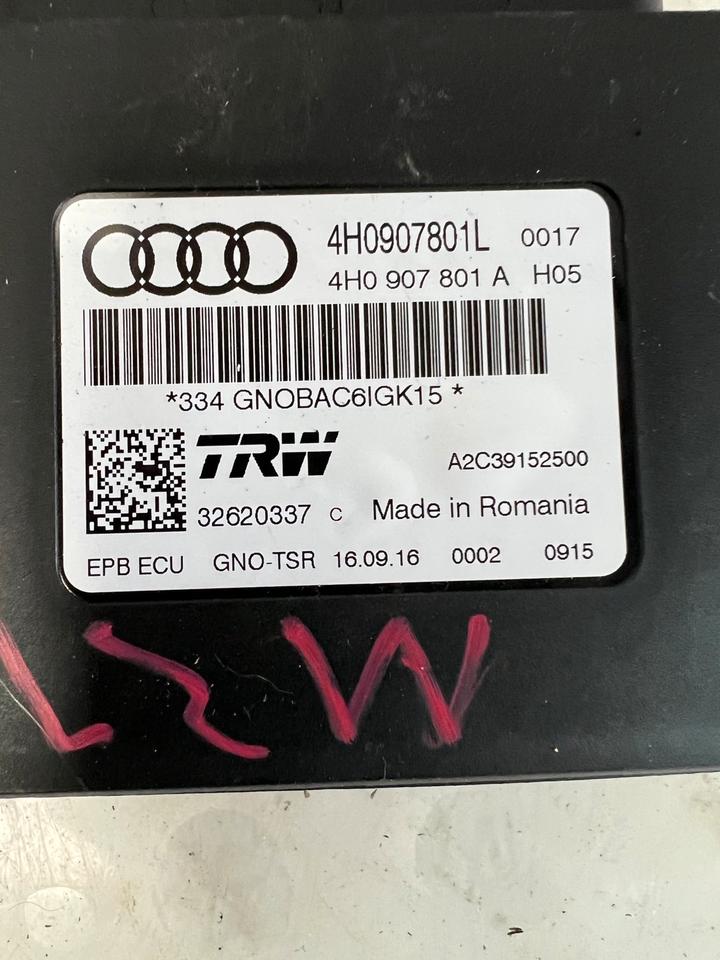 4H0907801L 0017
4H0 907 801 A H05
*334 GNOBAC6IGK15 *
TRW A2C39152500
32620337 C Made in Romania
EPB ECU GNO-TSR 16.09.16 0002 0915